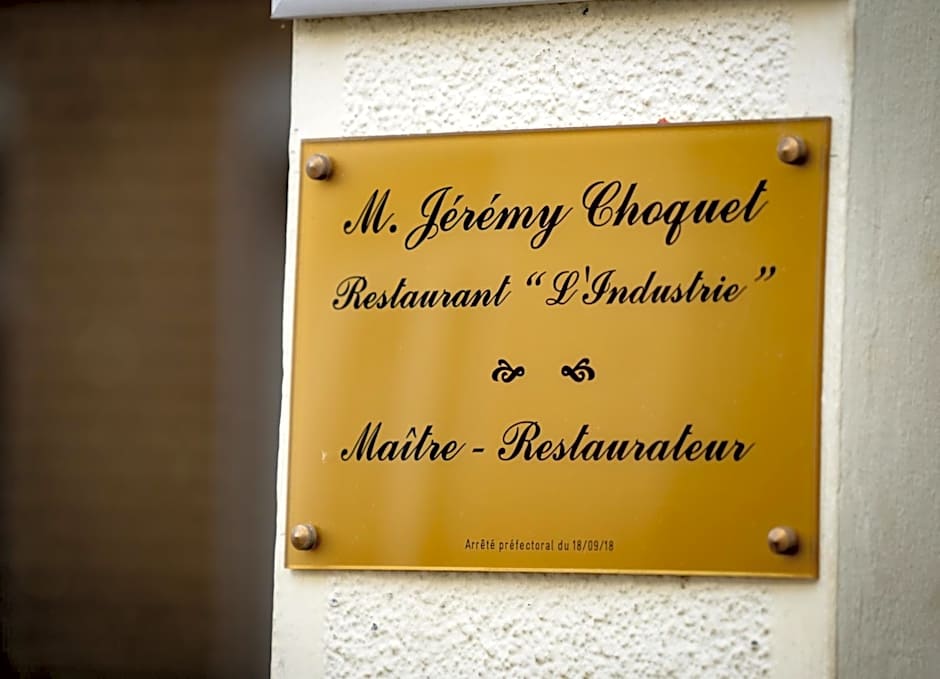 M. Jérémy Choquet
Restaurant “L'Industrie”
Maître - Restaurateur
Arrêté préfectoral du 18/09/18